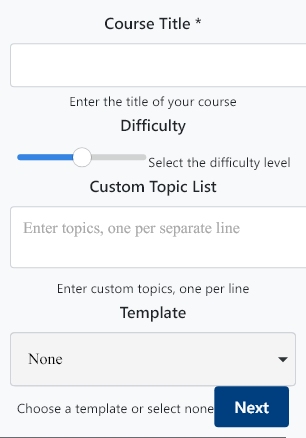 Course Title *
Enter the title of your course
Difficulty
Select the difficulty level
Custom Topic List
Enter topics, one per separate line
Enter custom topics, one per line
Template
None
Choose a template or select none
Next